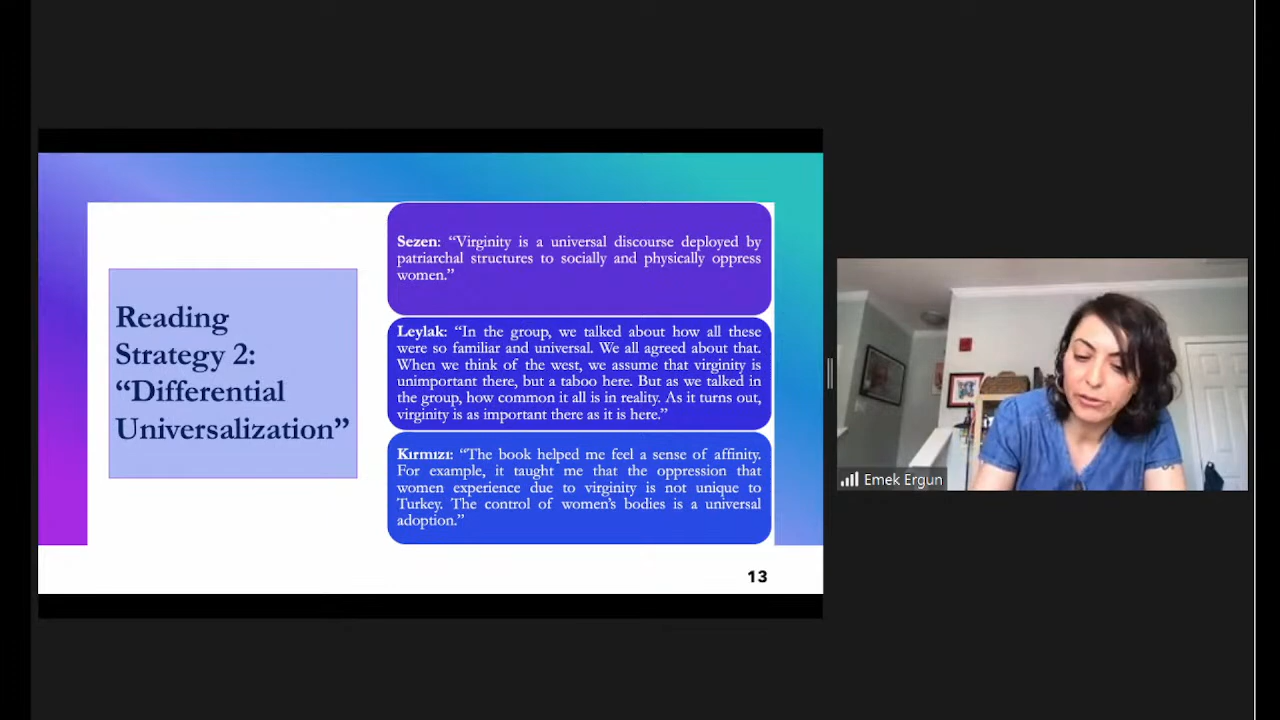 Reading
Strategy 2:
“Differential
Universalization”
Sezen: “Virginity is a universal discourse deployed by
patriarchal structures to socially and physically oppress
women.”
Leylak: “In the group, we talked about how all these
were so familiar and universal. We all agreed about that.
When we think of the west, we assume that virginity is
unimportant there, but a taboo here. But as we talked in
the group, how common it all is in reality. As it turns out,
virginity is as important there as it is here.”
Kırmızı: “The book helped me feel a sense of affinity.
For example, it taught me that the oppression that
women experience due to virginity is not unique to
Turkey. The control of women’s bodies is a universal
adoption.”
13
Emek Ergun